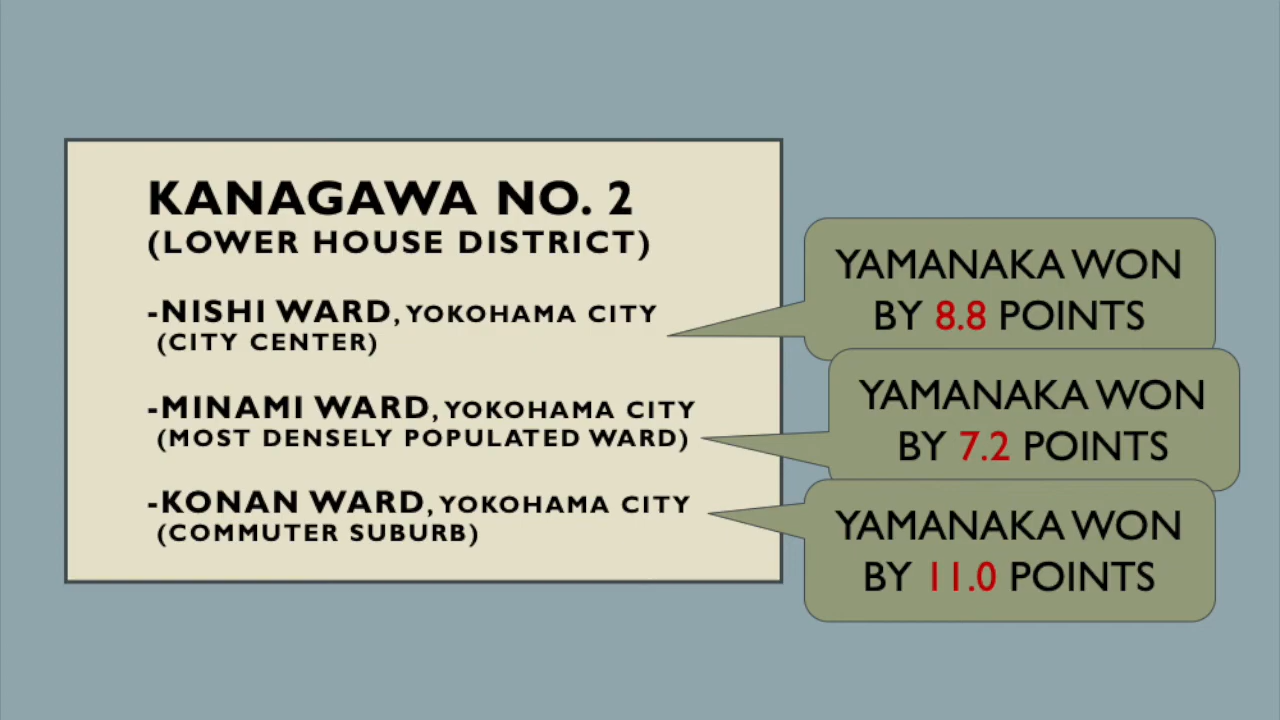 KANAGAWA NO. 2
(LOWER HOUSE DISTRICT)
-NISHI WARD, YOKOHAMA CITY
(CITY CENTER)
-MINAMI WARD, YOKOHAMA CITY
(MOST DENSELY POPULATED WARD)
-KONAN WARD, YOKOHAMA CITY
(COMMUTER SUBURB)
YAMANAKA WON
BY 8.8 POINTS
YAMANAKA WON
BY 7.2 POINTS
YAMANAKA WON
BY 11.0 POINTS